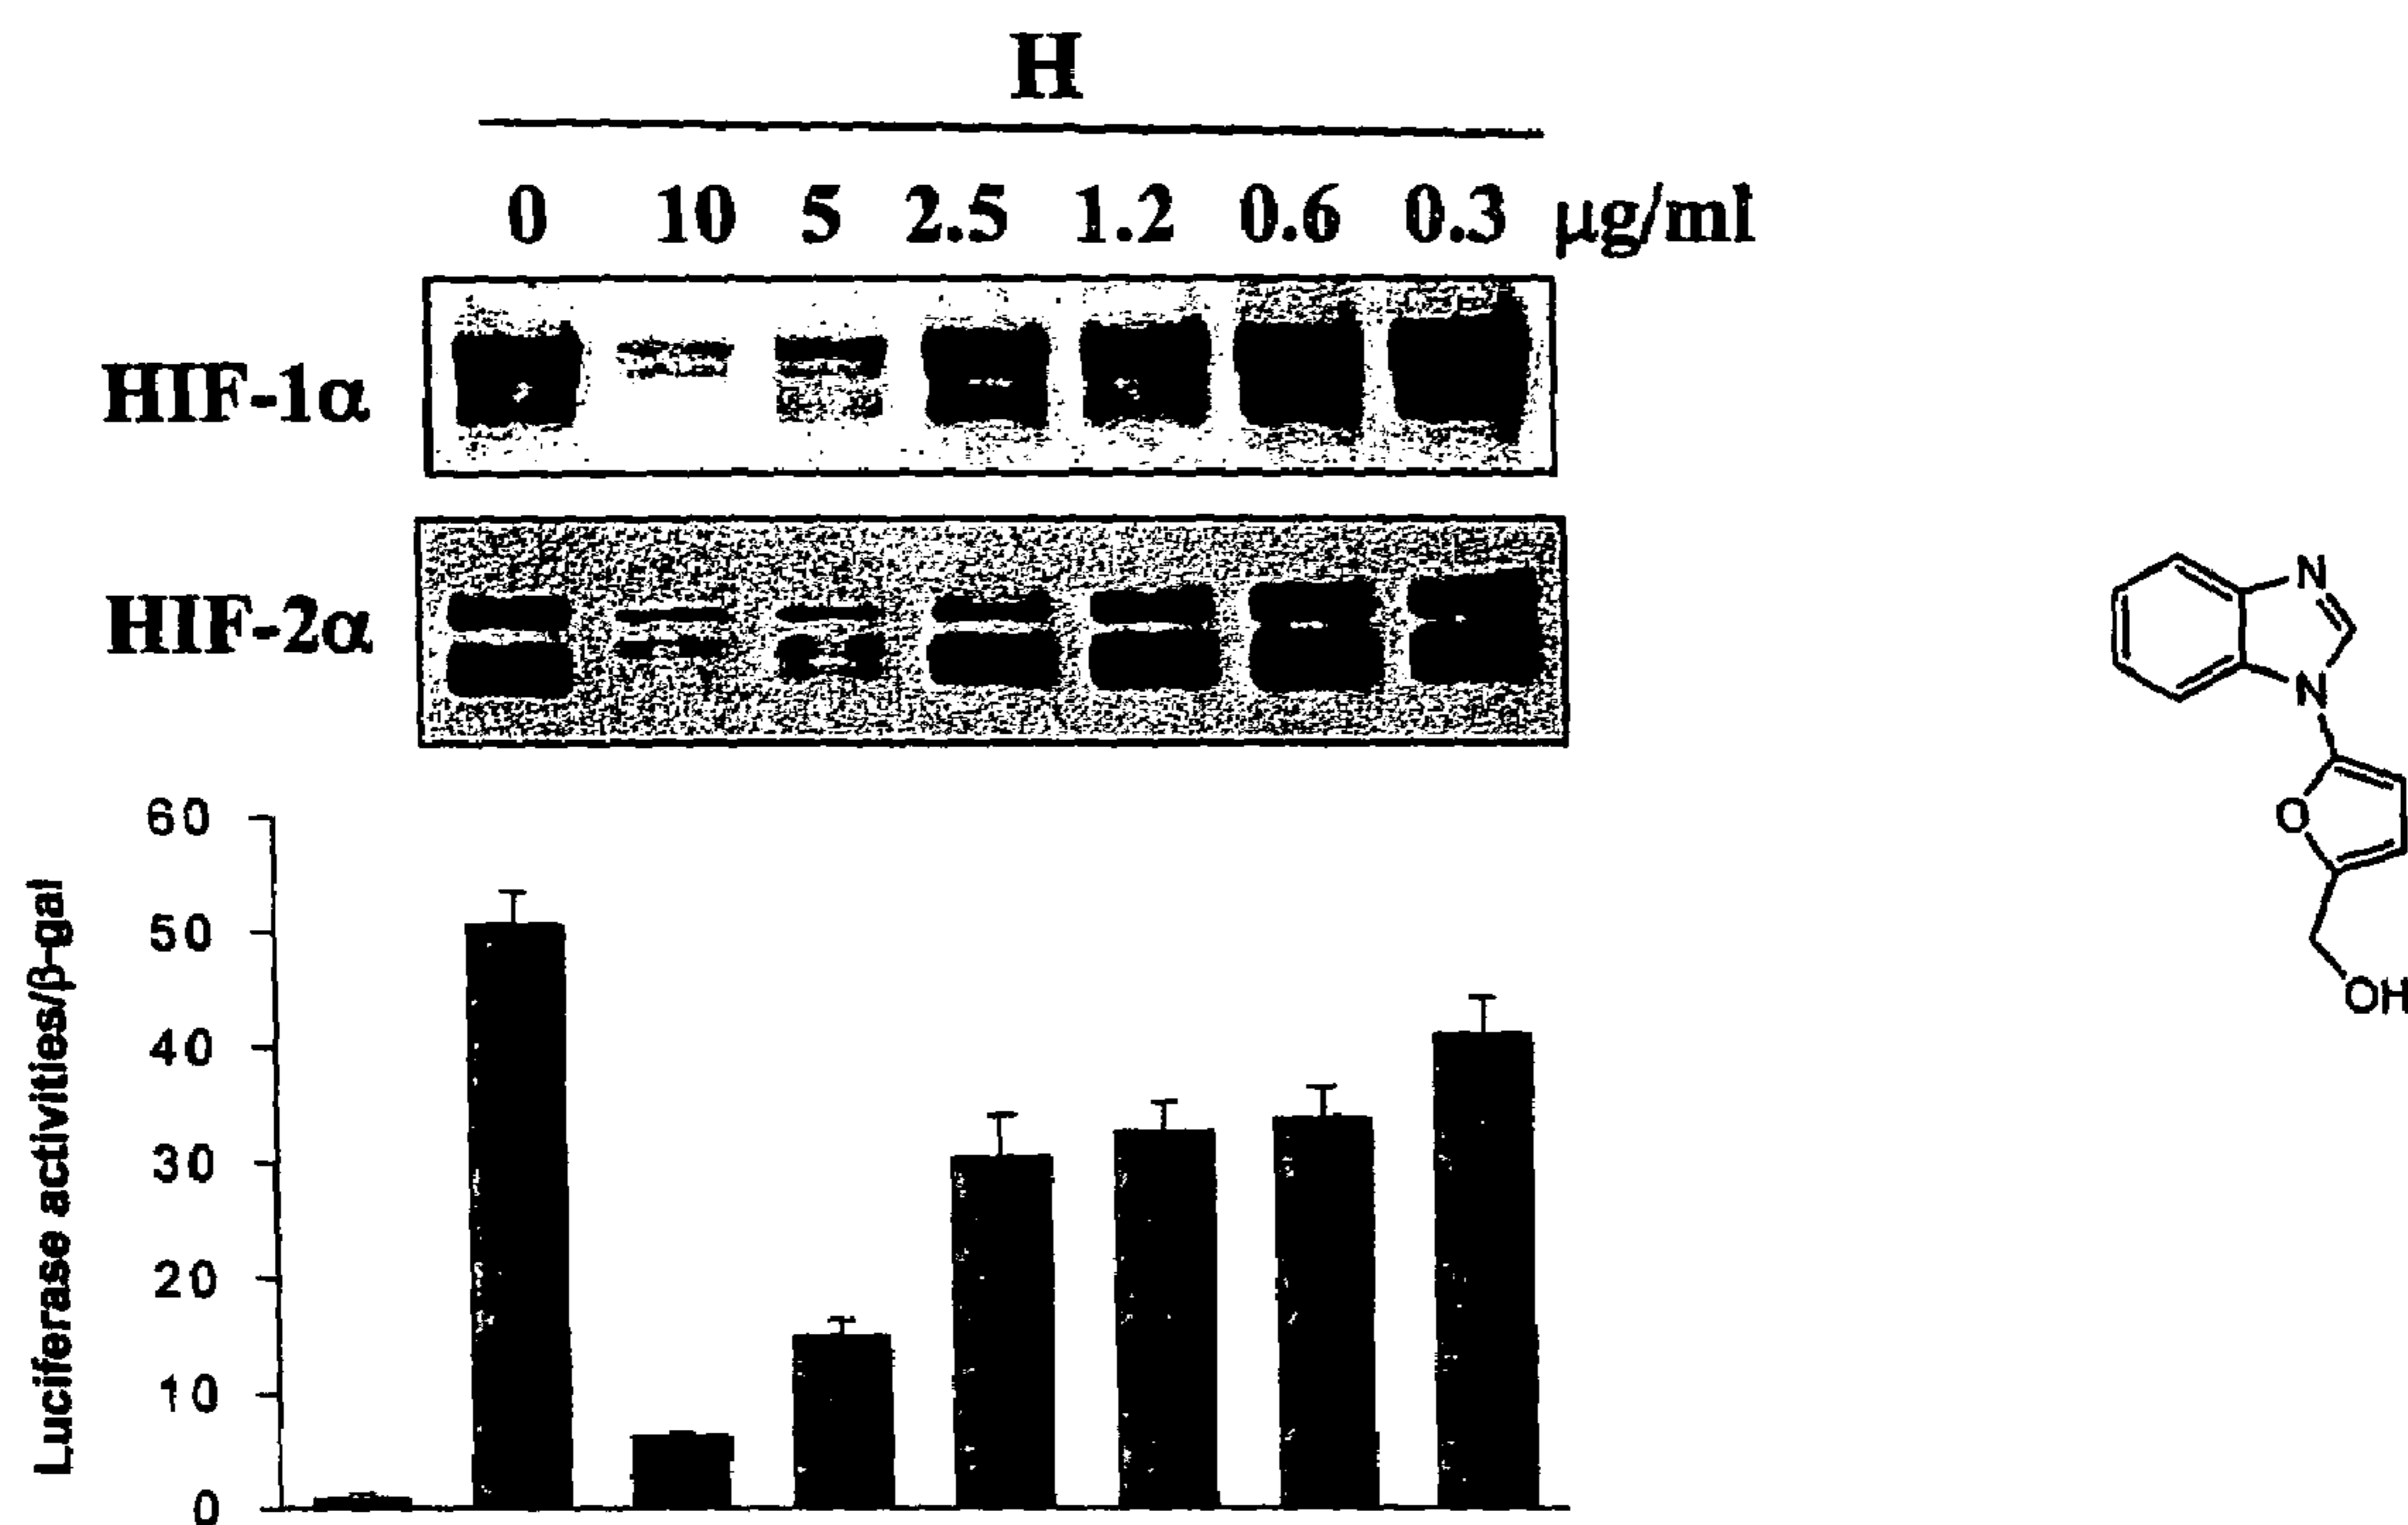 H
0 10 5 2.5 1.2 0.6 0.3 μg/ml
HIF-1α
HIF-2α
60
50
40
30
20
10
0
Luciferase activities/β-gal
N
N
O
OH